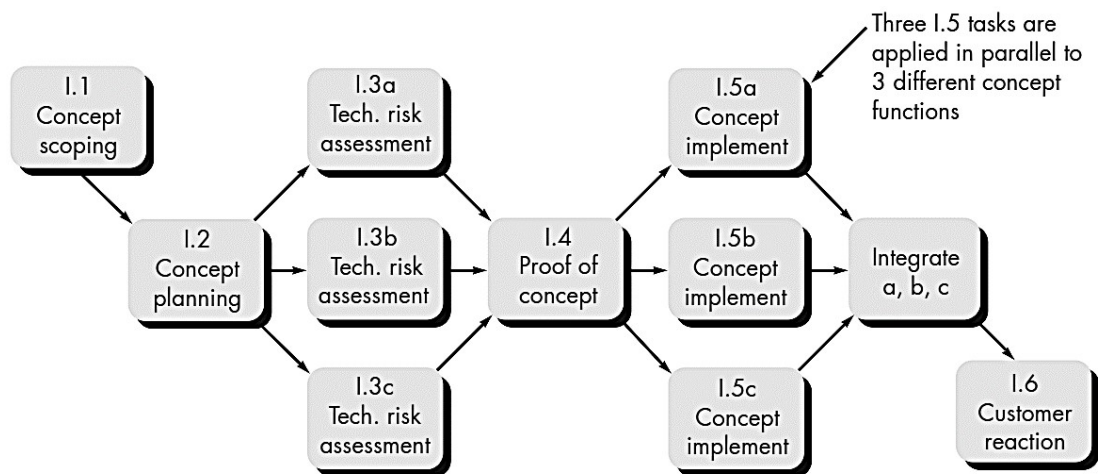 Three I.5 tasks are
applied in parallel to
3 different concept
functions
I.1
Concept
scoping
I.3a
Tech. risk
assessment
I.5a
Concept
implement
I.2
Concept
planning
I.3b
Tech. risk
assessment
I.4
Proof of
concept
I.5b
Concept
implement
Integrate
a, b, c
I.3c
Tech. risk
assessment
I.5c
Concept
implement
I.6
Customer
reaction